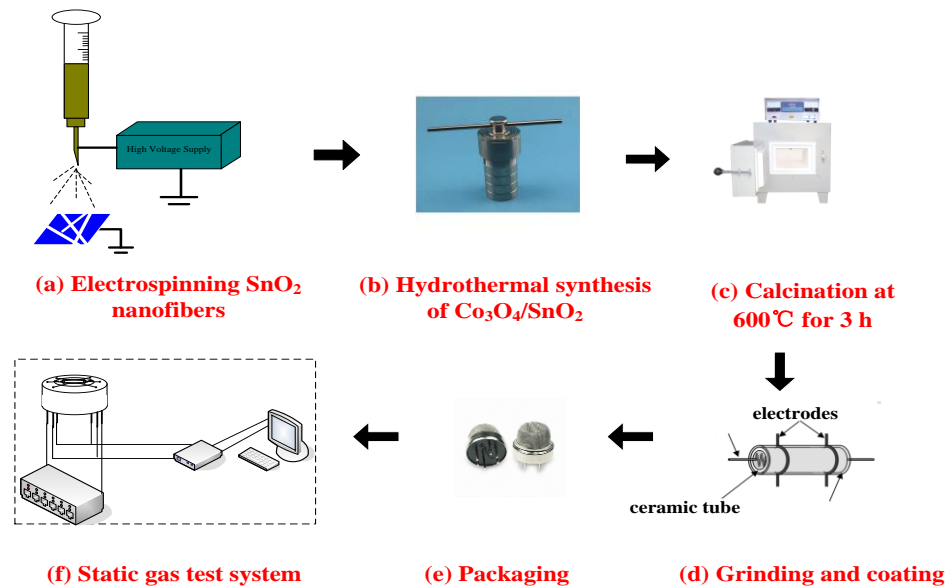 High Voltage Supply
(a) Electrospinning SnO₂
nanofibers
(b) Hydrothermal synthesis
of Co₃O₄/SnO₂
(c) Calcination at
600℃ for 3 h
electrodes
ceramic tube
(d) Grinding and coating
(e) Packaging
(f) Static gas test system